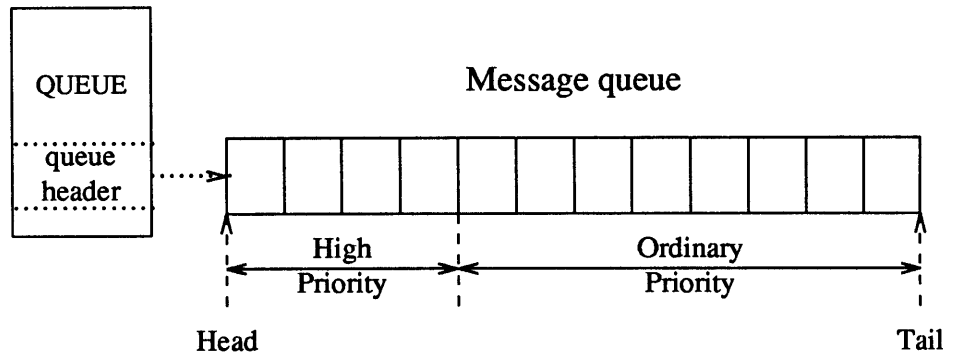 QUEUE
Message queue
queue
header
High
Priority
Ordinary
Priority
Head
Tail